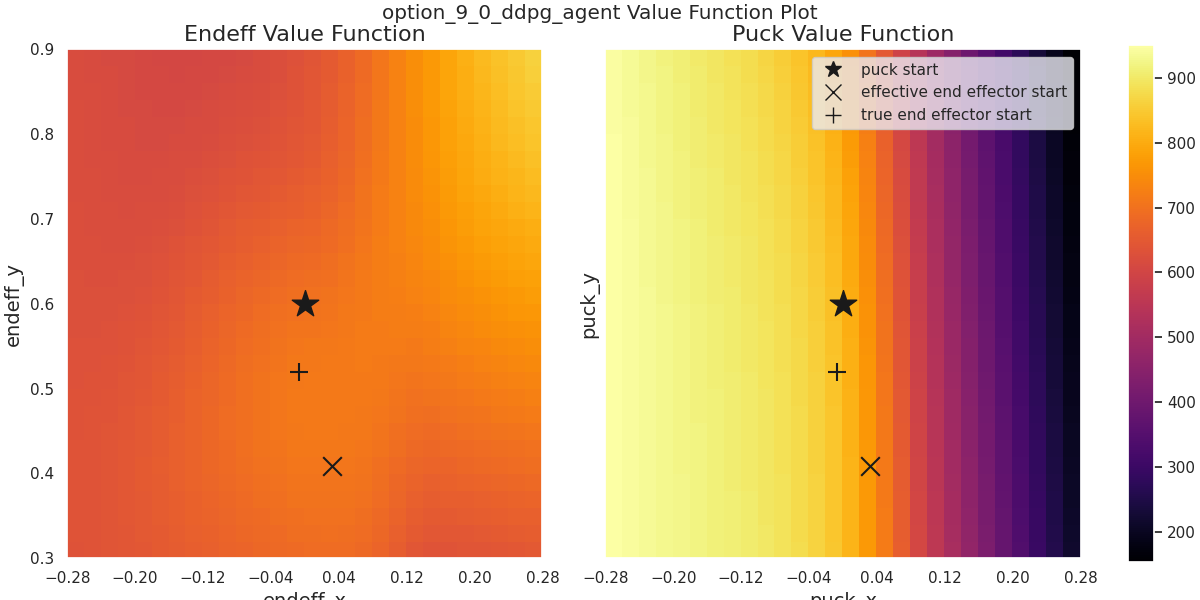 option_9_0_ddpg_agent Value Function Plot
Endeff Value Function
Puck Value Function
puck start
effective end effector start
true end effector start
endeff_y
0.9
0.8
0.7
0.6
0.5
0.4
0.3
puck_y
900
800
700
600
500
400
300
200
−0.28 −0.20 −0.12 −0.04 0.04 0.12 0.20 0.28
−0.28 −0.20 −0.12 −0.04 0.04 0.12 0.20 0.28
endeff_x
puck_x